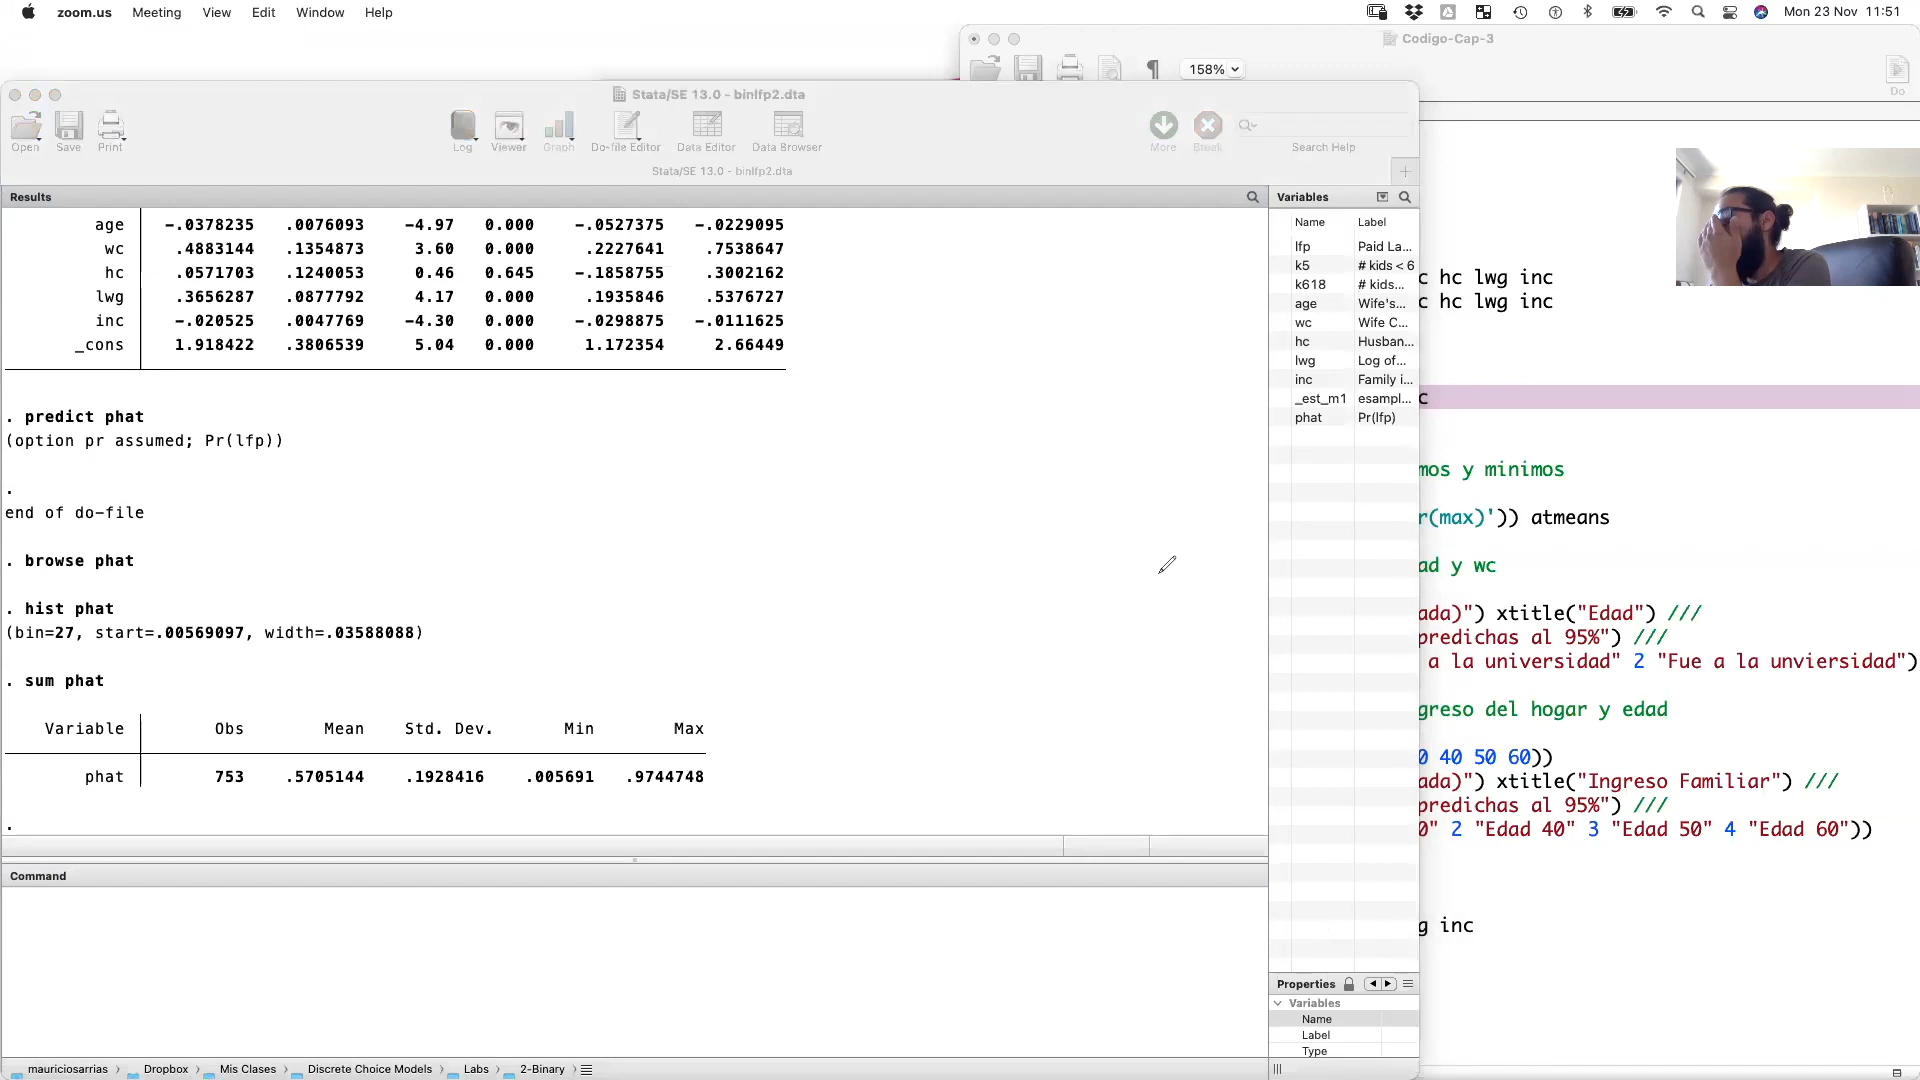 zoom.us Meeting View Edit Window Help Mon 23 Nov 11:51
Codigo-Cap-3
158%
Do
Stata/SE 13.0 - binlfp2.dta
Open Save Print Log Viewer Graph Do-file Editor Data Editor Data Browser More Break Search Help
Stata/SE 13.0 - binlfp2.dta
Results
age -.0378235 .0076093 -4.97 0.000 -.0527375 -.0229095
wc .4883144 .1354873 3.60 0.000 .2227641 .7538647
hc .0571703 .1240053 0.46 0.645 -.1858755 .3002162
lwg .3656287 .0877792 4.17 0.000 .1935846 .5376727
inc -.020525 .0047769 -4.30 0.000 -.0298875 -.0111625
_cons 1.918422 .3806539 5.04 0.000 1.172354 2.66449
. predict phat
(option pr assumed; Pr(lfp))
.
end of do-file
. browse phat
. hist phat
(bin=27, start=.00569097, width=.03588088)
. sum phat
Variable Obs Mean Std. Dev. Min Max
phat 753 .5705144 .1928416 .005691 .9744748
.
Command
mauriciosarrias Dropbox Mis Clases Discrete Choice Models Labs 2-Binary
Variables
Name Label
lfp Paid La...
k5 # kids < 6
k618 # kids...
age Wife's...
wc Wife C...
hc Husban...
lwg Log of...
inc Family i...
_est_m1 esampl...
phat Pr(lfp)
Properties
Variables
Name
Label
Type
c hc lwg inc
c hc lwg inc
c
mos y minimos
r(max)')) atmeans
ad y wc
ada)") xtitle("Edad") ///
predichas al 95%") ///
a la universidad" 2 "Fue a la unviersidad")
greso del hogar y edad
0 40 50 60))
ada)") xtitle("Ingreso Familiar") ///
predichas al 95%") ///
0" 2 "Edad 40" 3 "Edad 50" 4 "Edad 60"))
g inc